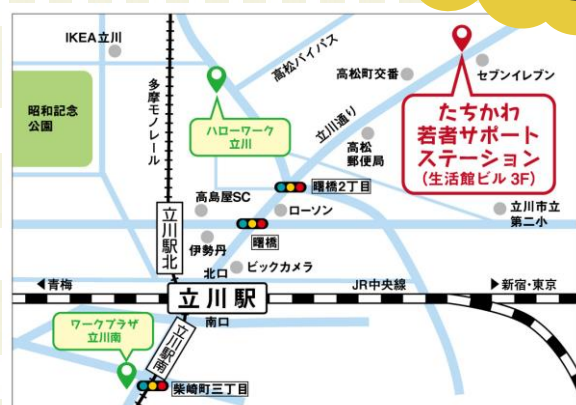 IKEA立川
高松バイパス
多摩モノレール
昭和記念
公園
ハローワーク
立川
高松町交番
セブンイレブン
たちかわ
若者サポート
ステーション
(生活館ビル 3F)
立川通り
高松
郵便局
曙橋2丁目
高島屋SC
ローソン
立川市立
第二小
曙橋
立川駅北
伊勢丹
北口
ビックカメラ
◀青梅
JR中央線
▶新宿・東京
立川駅
南口
ワークプラザ
立川南
立川駅南
柴崎町三丁目